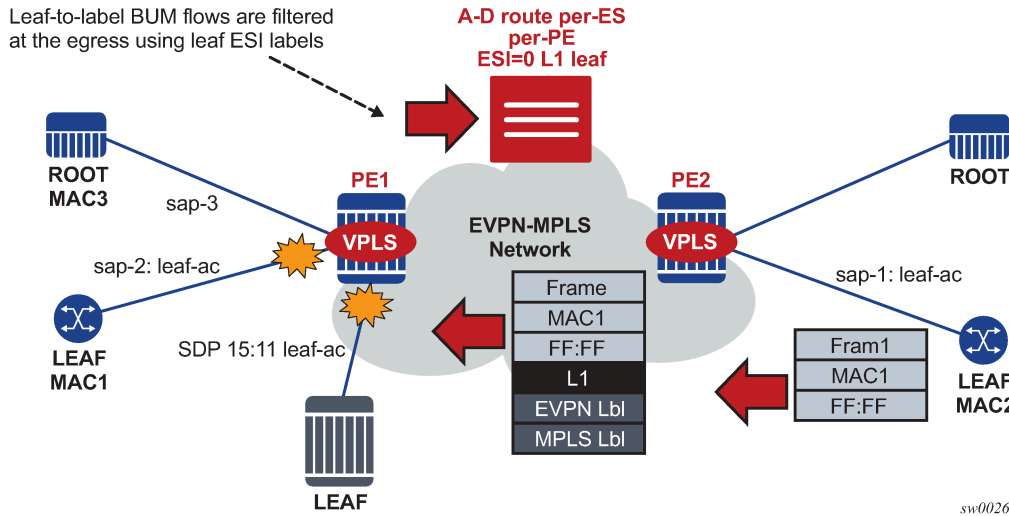 Leaf-to-label BUM flows are filtered
at the egress using leaf ESI labels
A-D route per-ES
per-PE
ESI=0 L1 leaf
ROOT
MAC3
sap-3
PE1
VPLS
EVPN-MPLS
Network
PE2
VPLS
ROOT
sap-2: leaf-ac
sap-1: leaf-ac
LEAF
MAC1
SDP 15:11 leaf-ac
LEAF
Frame
MAC1
FF:FF
L1
EVPN Lbl
MPLS Lbl
Fram1
MAC1
FF:FF
LEAF
MAC2
sw0026